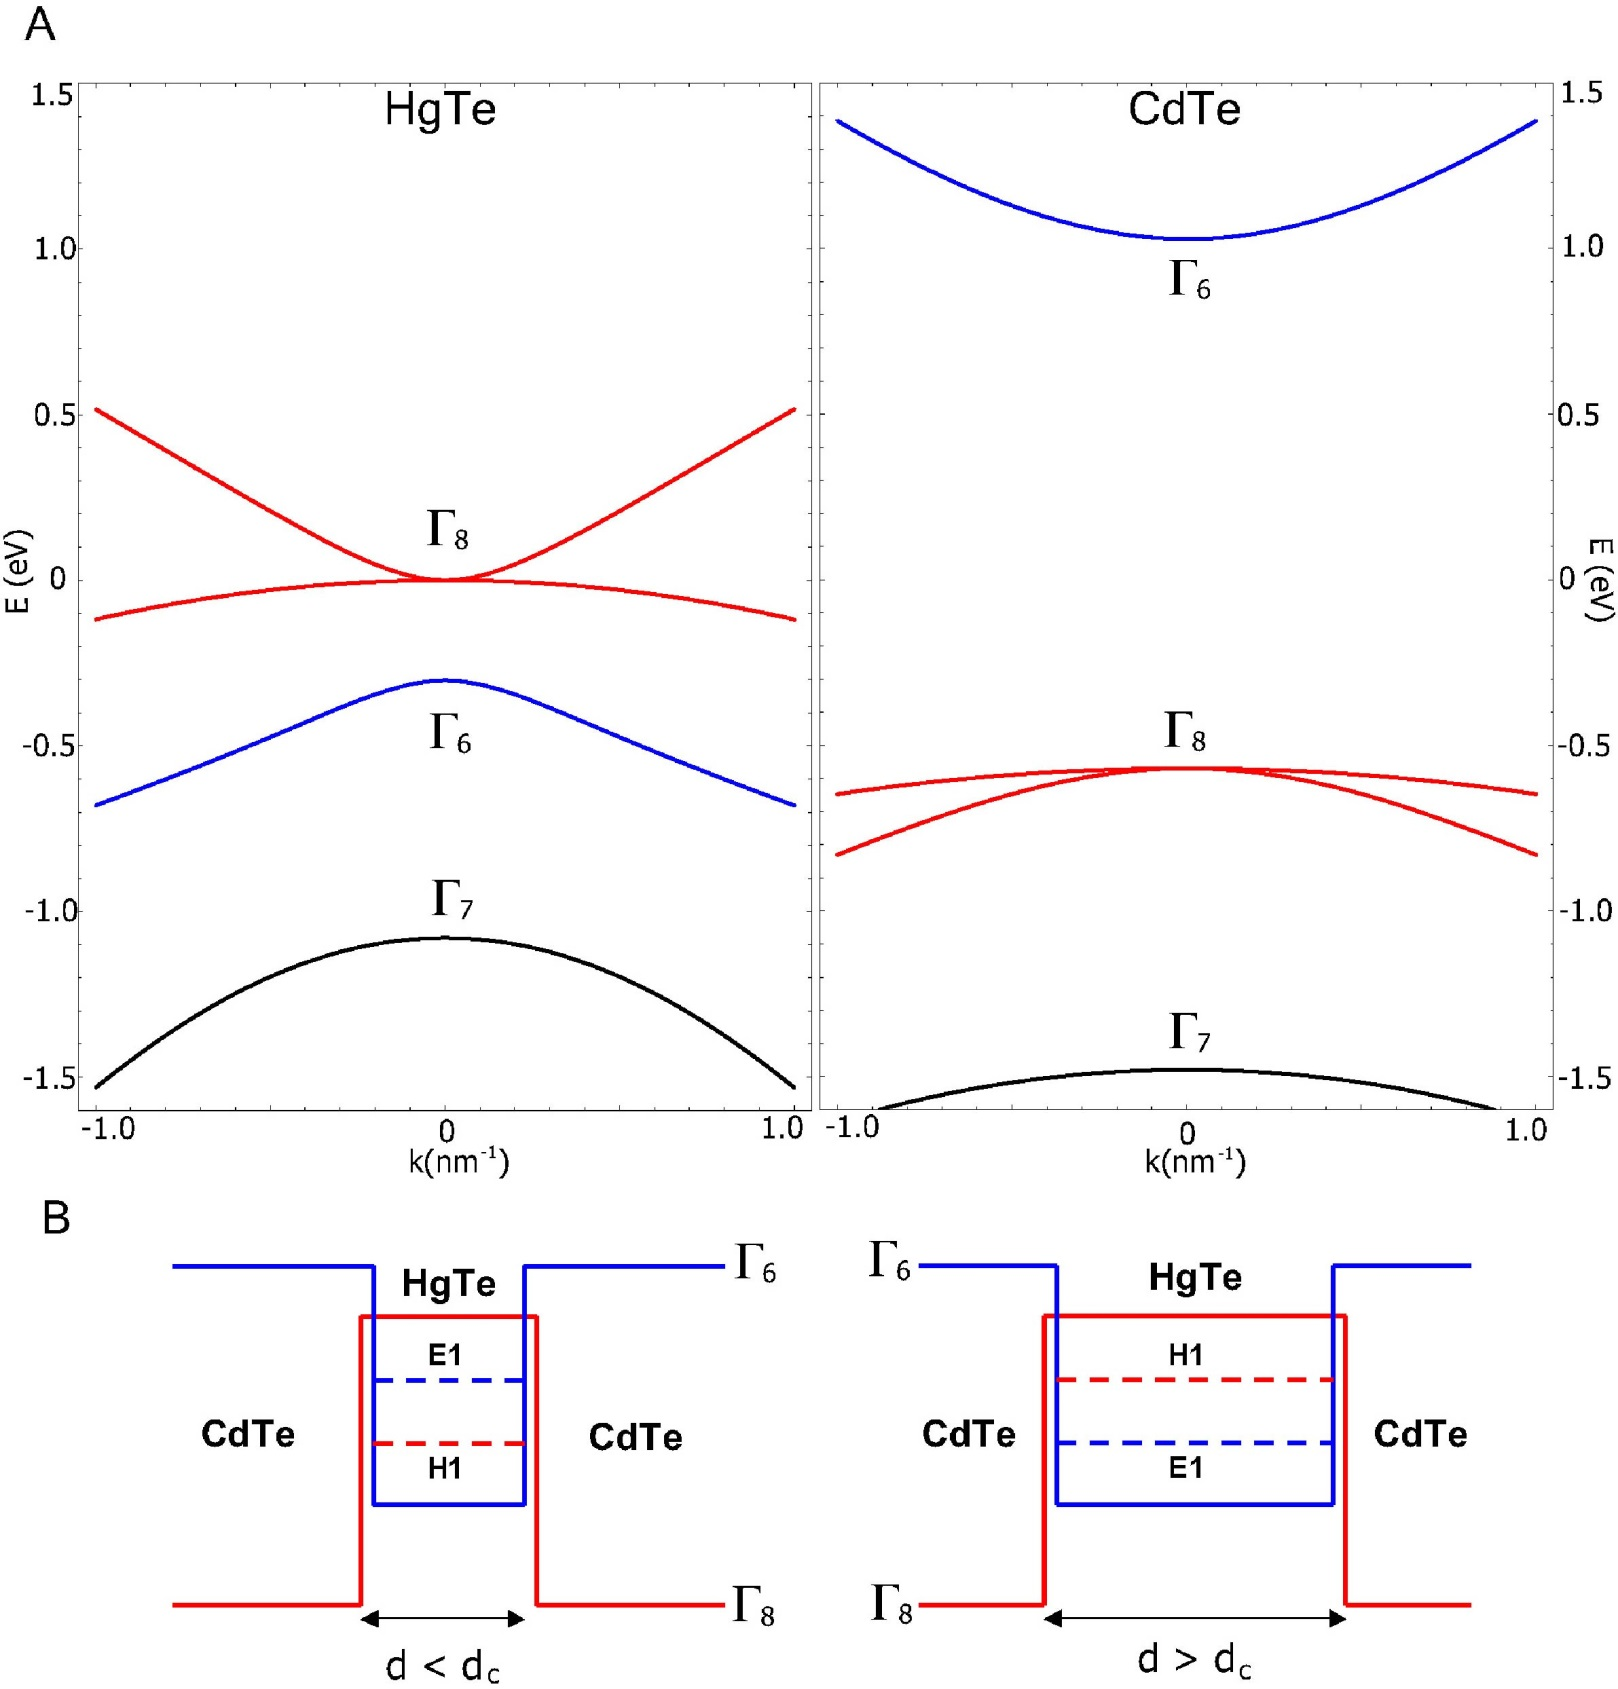 A
HgTe
CdTe
1.5
1.0
0.5
0
-0.5
-1.0
-1.5
E (eV)
Γ8
Γ6
Γ7
-1.0 0 1.0
k(nm⁻¹)
Γ6
Γ8
Γ7
1.5
1.0
0.5
0
-0.5
-1.0
-1.5
E (eV)
-1.0 0 1.0
k(nm⁻¹)
B
Γ6
HgTe
E1
CdTe
CdTe
H1
Γ8
d < dc
Γ6
HgTe
H1
CdTe
CdTe
E1
Γ8
d > dc